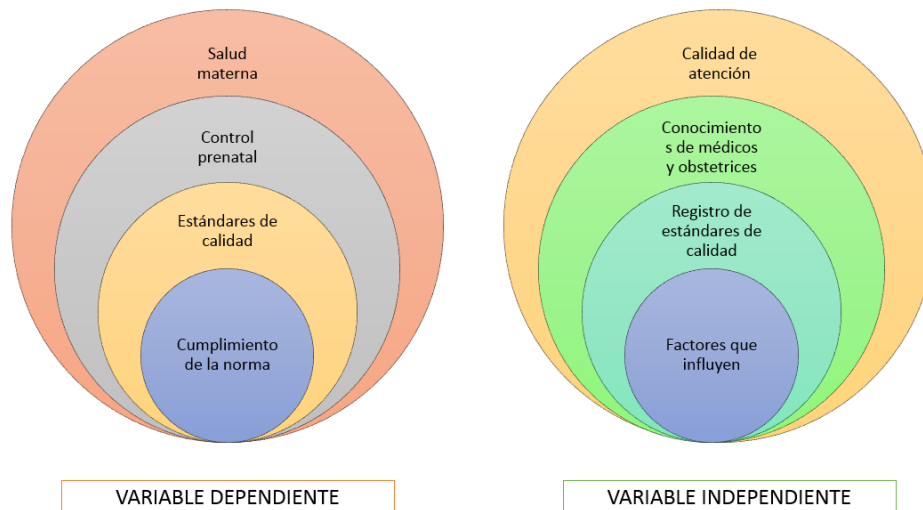 Salud
materna
Control
prenatal
Estándares de
calidad
Cumplimiento
de la norma
VARIABLE DEPENDIENTE
Calidad de
atención
Conocimiento
s de médicos
y obstetrices
Registro de
estándares de
calidad
Factores que
influyen
VARIABLE INDEPENDIENTE